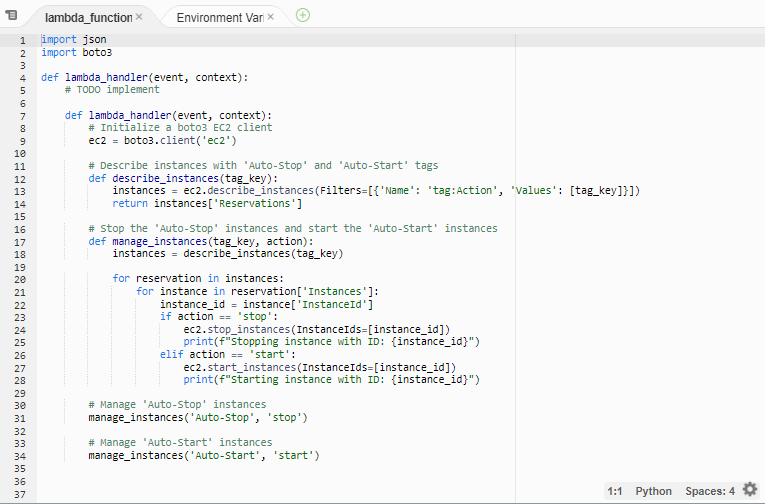 lambda_function × Environment Vari ×
1 import json
2 import boto3
3
4 def lambda_handler(event, context):
5     # TODO implement
6
7     def lambda_handler(event, context):
8         # Initialize a boto3 EC2 client
9         ec2 = boto3.client('ec2')
10
11         # Describe instances with 'Auto-Stop' and 'Auto-Start' tags
12         def describe_instances(tag_key):
13             instances = ec2.describe_instances(Filters=[{'Name': 'tag:Action', 'Values': [tag_key]}])
14             return instances['Reservations']
15
16         # Stop the 'Auto-Stop' instances and start the 'Auto-Start' instances
17         def manage_instances(tag_key, action):
18             instances = describe_instances(tag_key)
19
20             for reservation in instances:
21                 for instance in reservation['Instances']:
22                     instance_id = instance['InstanceId']
23                     if action == 'stop':
24                         ec2.stop_instances(InstanceIds=[instance_id])
25                         print(f"Stopping instance with ID: {instance_id}")
26                     elif action == 'start':
27                         ec2.start_instances(InstanceIds=[instance_id])
28                         print(f"Starting instance with ID: {instance_id}")
29
30         # Manage 'Auto-Stop' instances
31         manage_instances('Auto-Stop', 'stop')
32
33         # Manage 'Auto-Start' instances
34         manage_instances('Auto-Start', 'start')
35
36
37
1:1 Python Spaces: 4